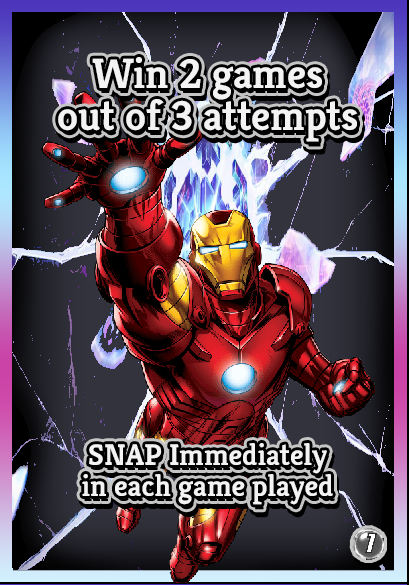 Win 2 games
out of 3 attempts
SNAP Immediately
in each game played
7